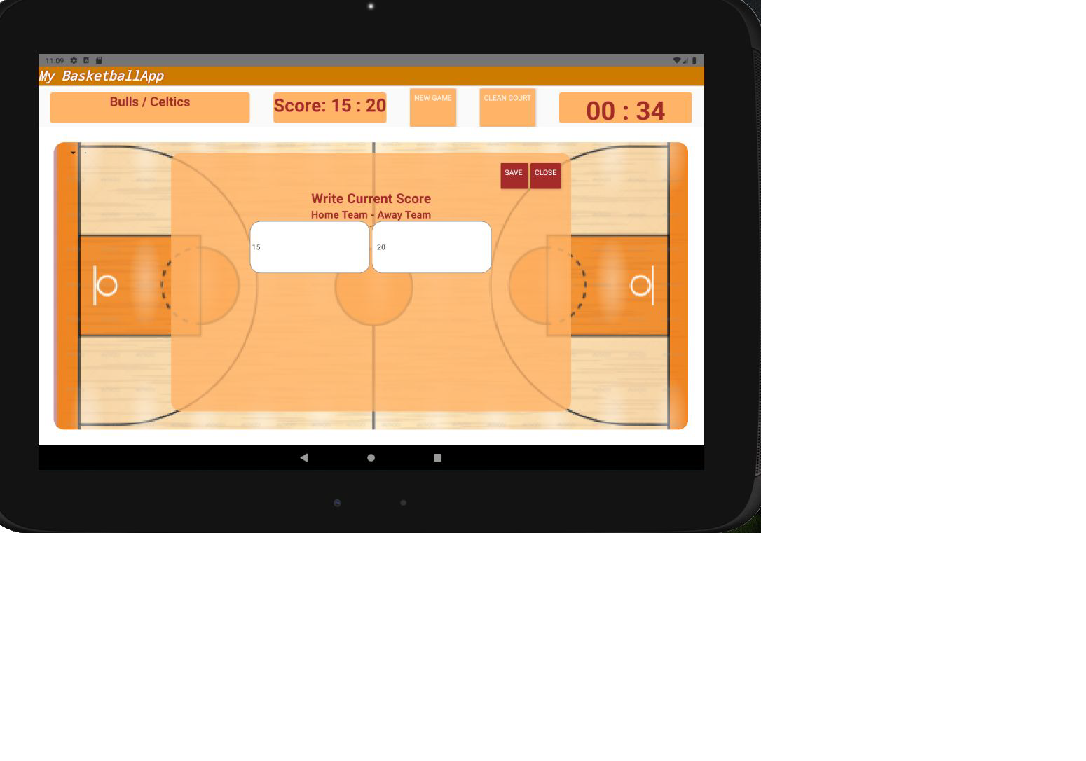 11:09
My BasketballApp
Bulls / Celtics
Score: 15 : 20
NEW GAME
CLEAN COURT
00 : 34
SAVE
CLOSE
Write Current Score
Home Team - Away Team
15
20